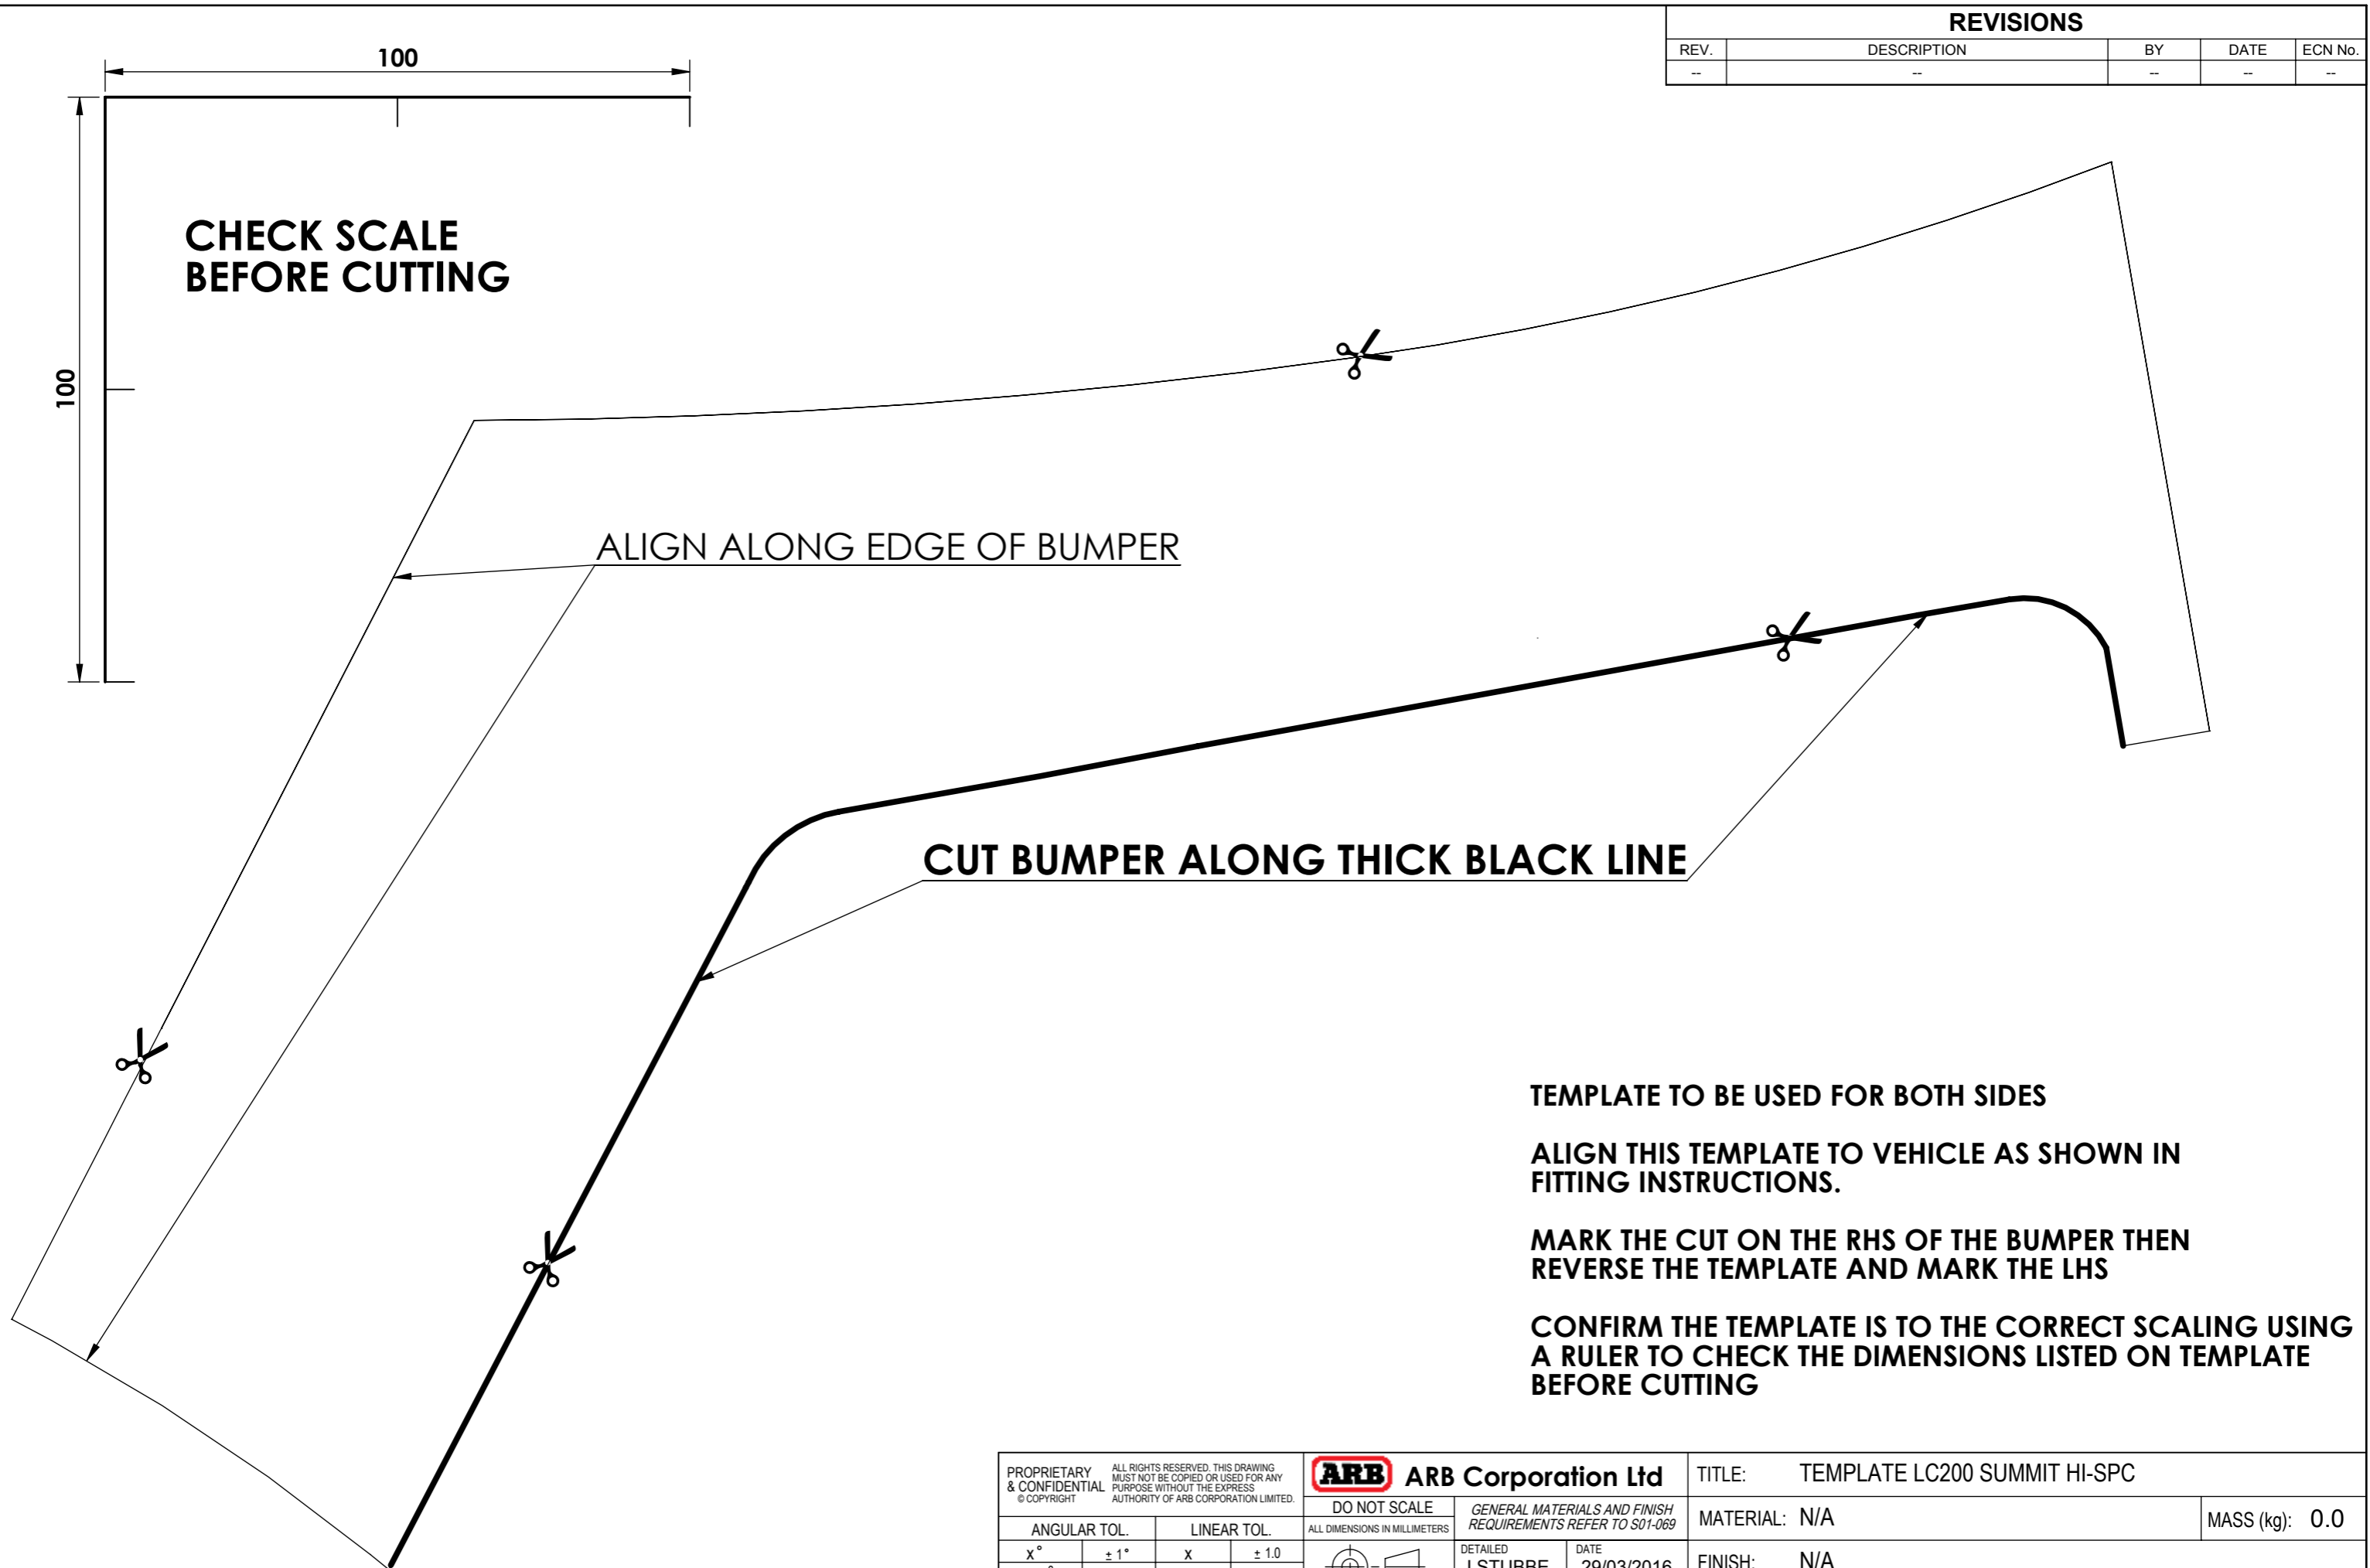 REVISIONS
REV. DESCRIPTION BY DATE ECN No.
-- -- -- -- --
100
100
CHECK SCALE
BEFORE CUTTING
ALIGN ALONG EDGE OF BUMPER
CUT BUMPER ALONG THICK BLACK LINE
TEMPLATE TO BE USED FOR BOTH SIDES
ALIGN THIS TEMPLATE TO VEHICLE AS SHOWN IN
FITTING INSTRUCTIONS.
MARK THE CUT ON THE RHS OF THE BUMPER THEN
REVERSE THE TEMPLATE AND MARK THE LHS
CONFIRM THE TEMPLATE IS TO THE CORRECT SCALING USING
A RULER TO CHECK THE DIMENSIONS LISTED ON TEMPLATE
BEFORE CUTTING
PROPRIETARY
& CONFIDENTIAL
© COPYRIGHT
ALL RIGHTS RESERVED. THIS DRAWING
MUST NOT BE COPIED OR USED FOR ANY
PURPOSE WITHOUT THE EXPRESS
AUTHORITY OF ARB CORPORATION LIMITED.
ANGULAR TOL. LINEAR TOL.
X° ± 1° X ± 1.0
ARB ARB Corporation Ltd
DO NOT SCALE
ALL DIMENSIONS IN MILLIMETERS
GENERAL MATERIALS AND FINISH
REQUIREMENTS REFER TO S01-069
DETAILED
J.STUBBE
DATE
29/03/2016
TITLE: TEMPLATE LC200 SUMMIT HI-SPC
MATERIAL: N/A
MASS (kg): 0.0
FINISH: N/A